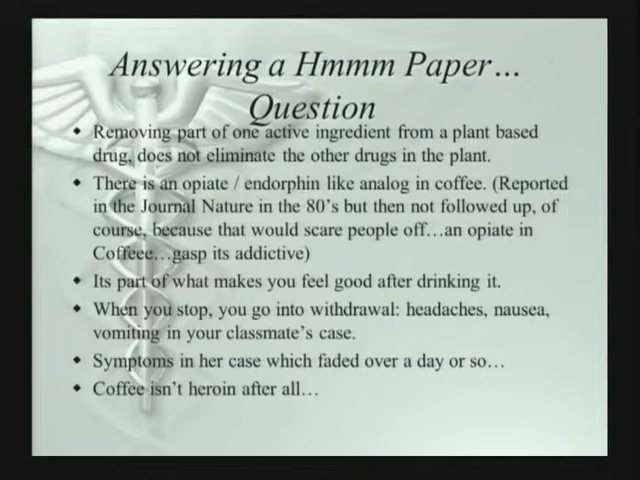 Answering a Hmmm Paper…
Question
Removing part of one active ingredient from a plant based
drug, does not eliminate the other drugs in the plant.
There is an opiate / endorphin like analog in coffee. (Reported
in the Journal Nature in the 80's but then not followed up, of
course, because that would scare people off…an opiate in
Coffeee…gasp its addictive)
Its part of what makes you feel good after drinking it.
When you stop, you go into withdrawal: headaches, nausea,
vomiting in your classmate's case.
Symptoms in her case which faded over a day or so…
Coffee isn't heroin after all…